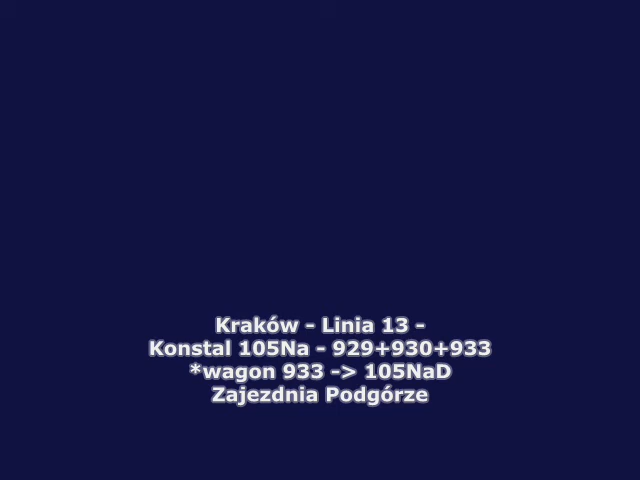 Kraków - Linia 13 -
Konstal 105Na - 929+930+933
*wagon 933 -> 105NaD
Zajezdnia Podgórze